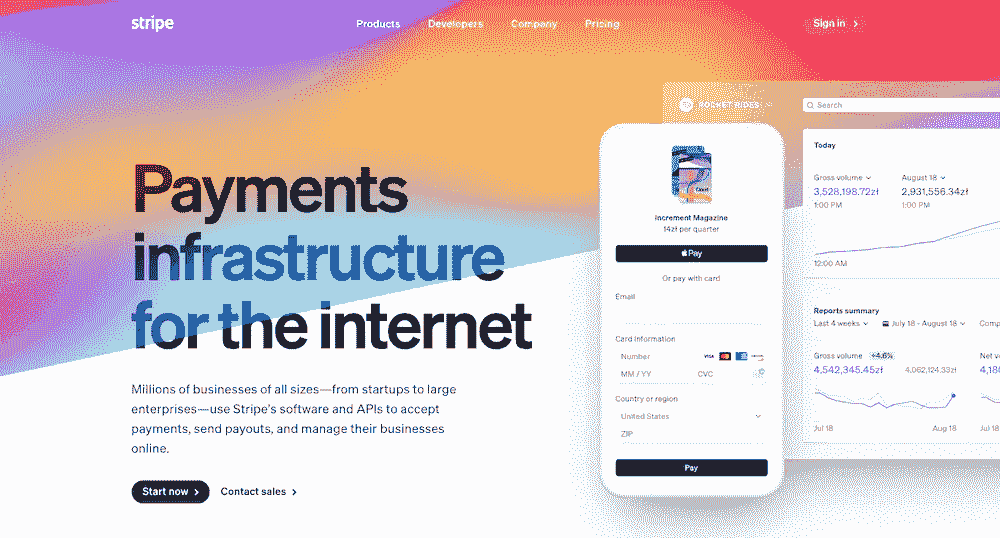 stripe
Products Developers Company Pricing
Sign in
Payments
infrastructure
for the internet
Millions of businesses of all sizes—from startups to large
enterprises—use Stripe's software and APIs to accept
payments, send payouts, and manage their businesses
online.
Start now
Contact sales
ROCKET RIDES
Search
Increment Magazine
14zł per quarter
Pay
Or pay with card
Email
Card information
Number
VISA
MM / YY CVC
Country or region
United States
ZIP
Pay
Today
Gross volume August 18
3,528,198.72zł 2,931,556.34zł
1:00 PM 1:00 PM
12:00 AM
Reports summary
Last 4 weeks July 18 - August 18 Comp
Gross volume +4.6% Net v
4,542,345.45zł 4,062,124.33zł 4,180
Jul 18 Aug 18 Jul 18